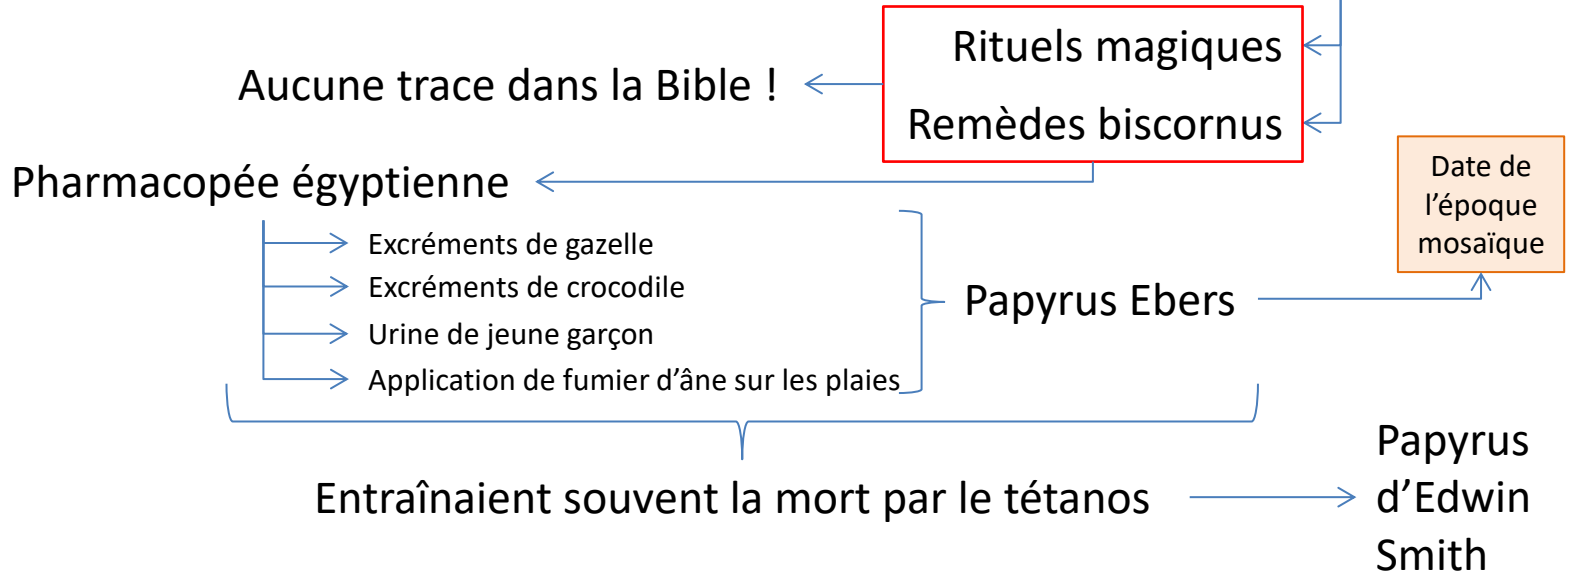 Rituels magiques
Aucune trace dans la Bible !
Remèdes biscornus
Pharmacopée égyptienne
Date de
l’époque
mosaïque
Excréments de gazelle
Excréments de crocodile
Urine de jeune garçon
Application de fumier d’âne sur les plaies
Papyrus Ebers
Entraînaient souvent la mort par le tétanos
Papyrus
d’Edwin
Smith